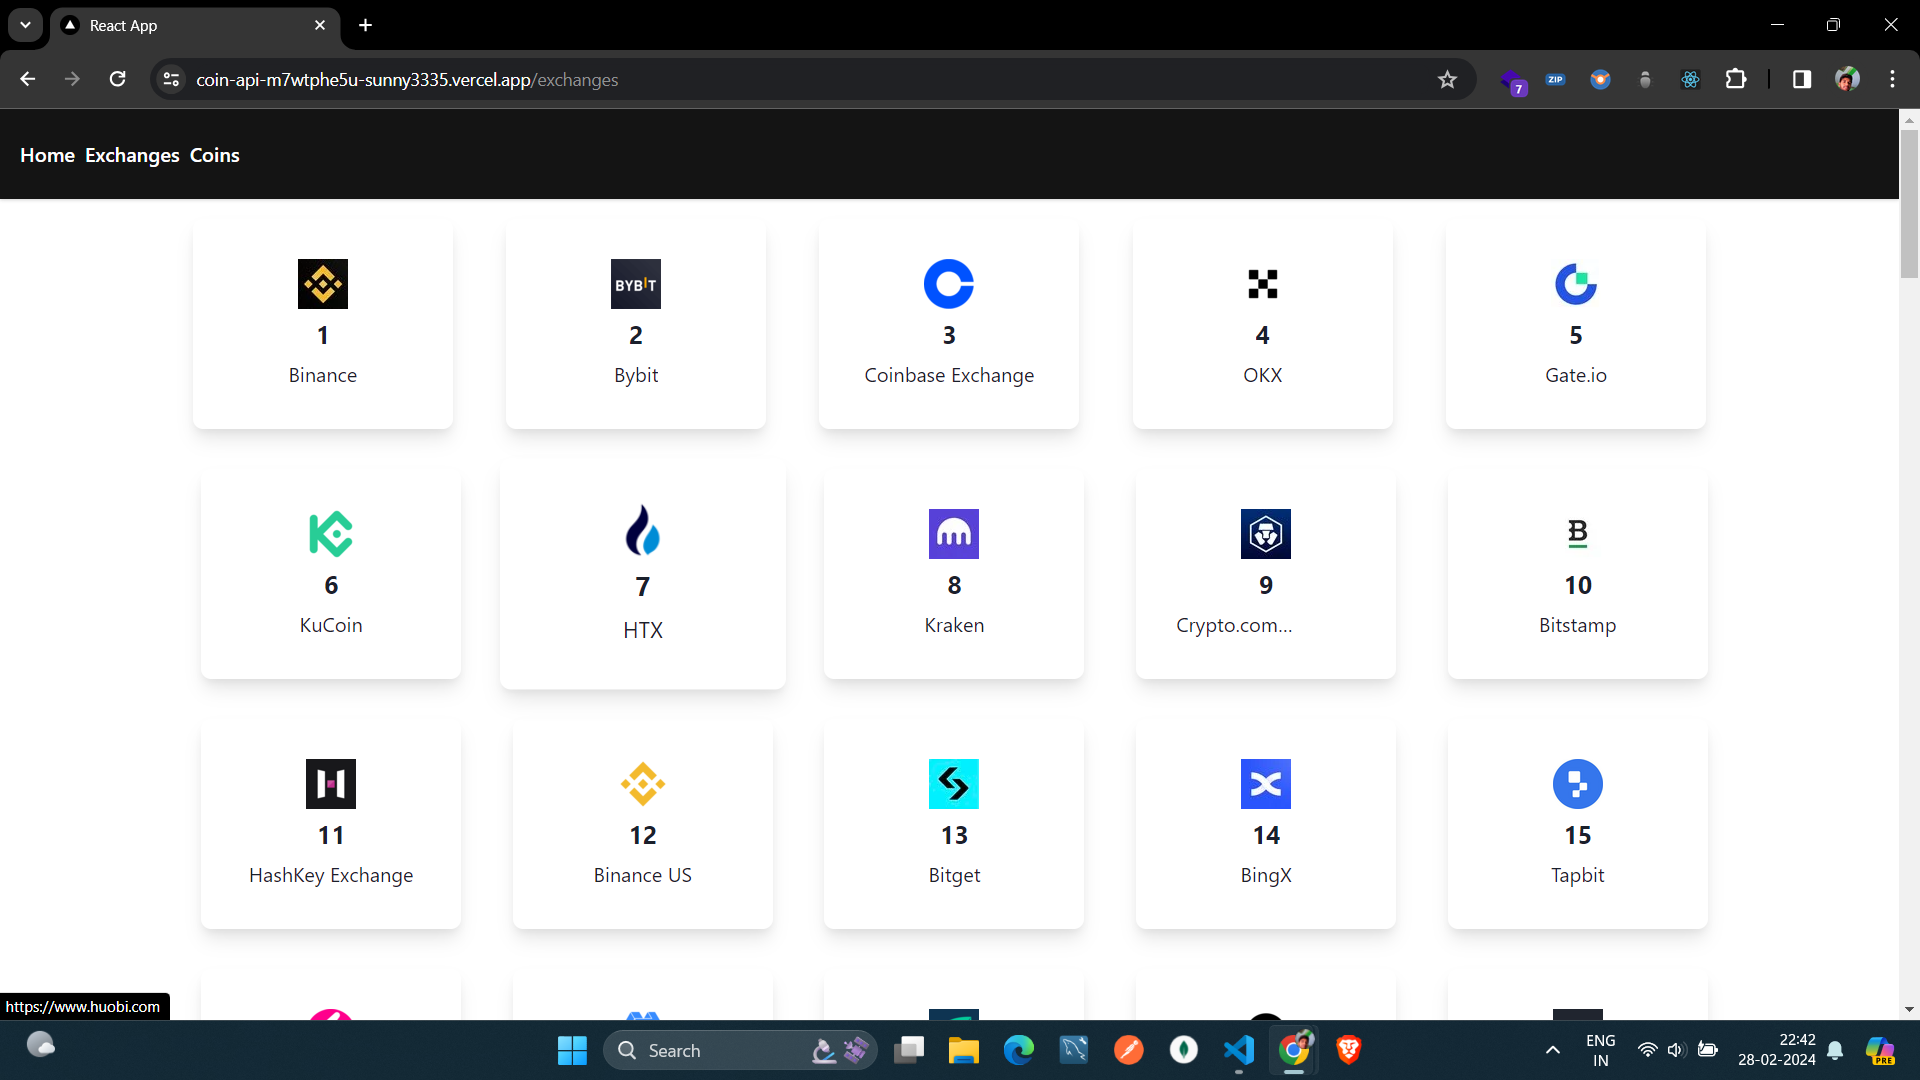 React App
coin-api-m7wtphe5u-sunny3335.vercel.app/exchanges
7
ZIP
Home Exchanges Coins
BYBIT
1 2 3 4 5
Binance Bybit Coinbase Exchange OKX Gate.io
6 7 8 9 10
KuCoin HTX Kraken Crypto.com... Bitstamp
11 12 13 14 15
HashKey Exchange Binance US Bitget BingX Tapbit
https://www.huobi.com
Search
ENG
IN
22:42
28-02-2024
PRE